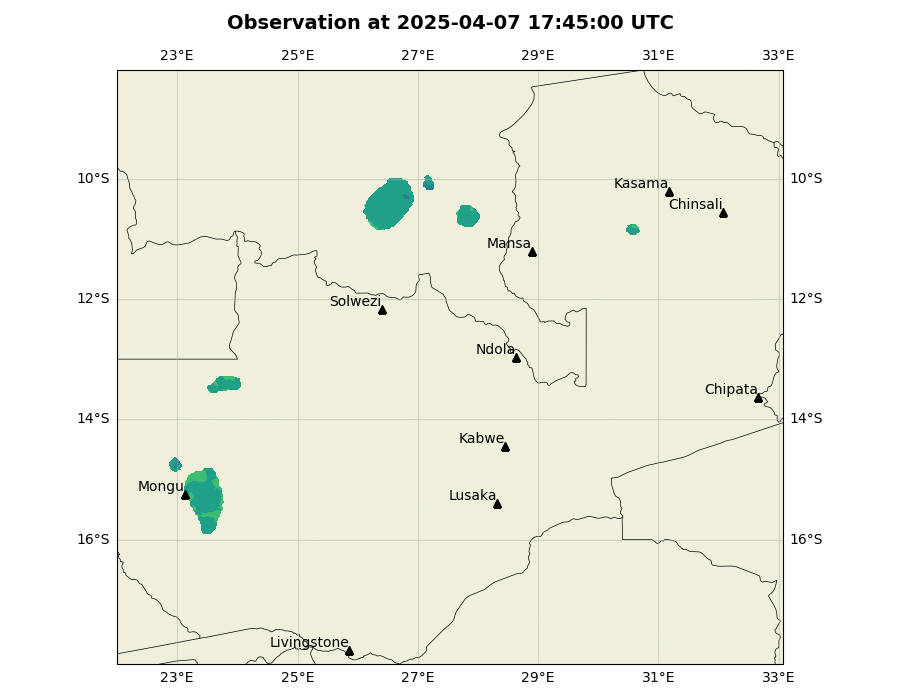 Observation at 2025-04-07 17:45:00 UTC
23°E 25°E 27°E 29°E 31°E 33°E
10°S 10°S
Kasama
Chinsali
Mansa
12°S 12°S
Solwezi
Ndola
Chipata
14°S 14°S
Kabwe
Mongu
Lusaka
16°S 16°S
Livingstone
23°E 25°E 27°E 29°E 31°E 33°E